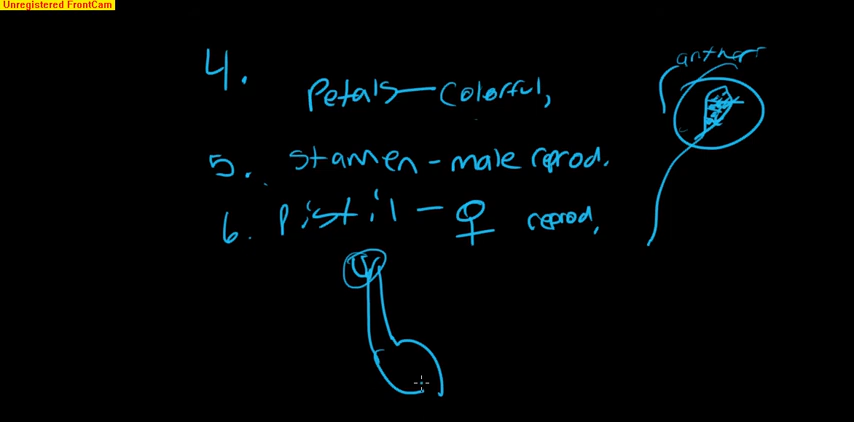 Unregistered FrontCam
4. Petals — Colorful,
anther
5. Stamen - male reprod.
6. Pistil - ♀ reprod.